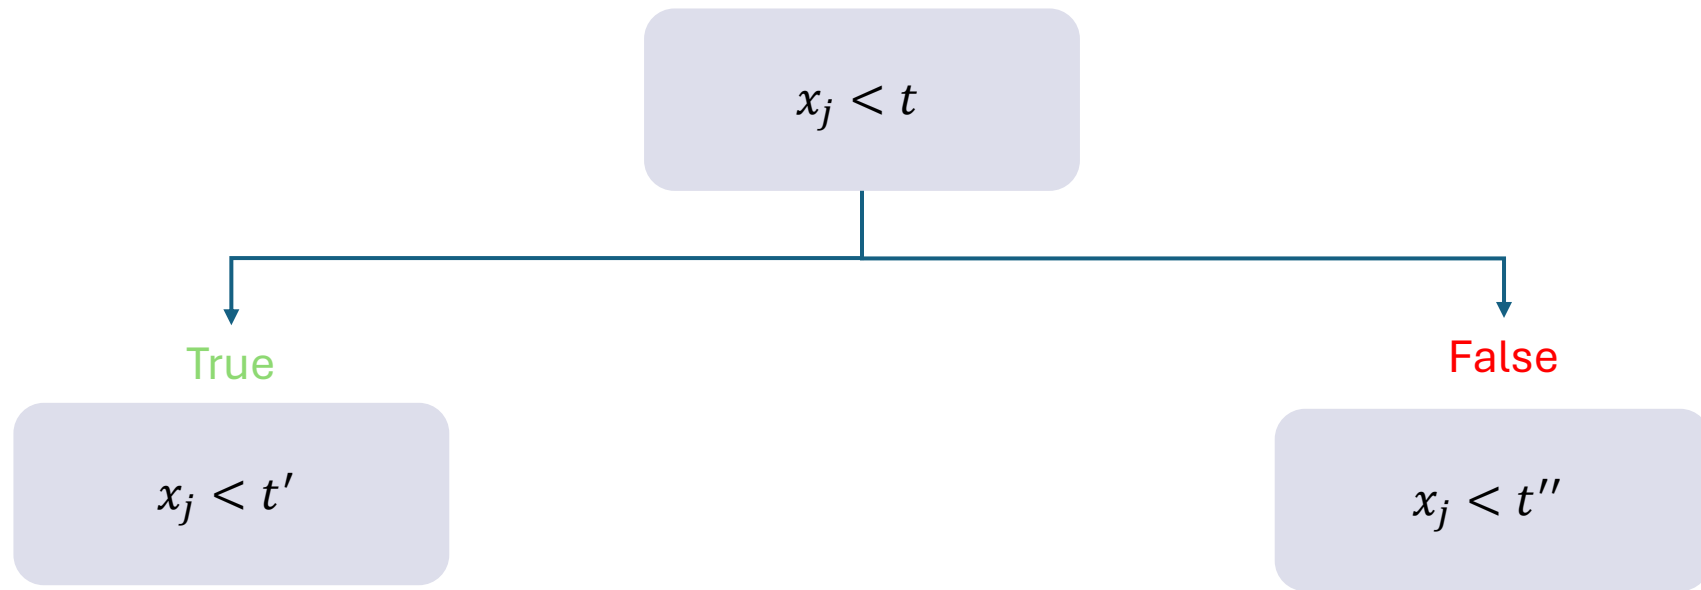 x_j < t
True
False
x_j < t′
x_j < t′′